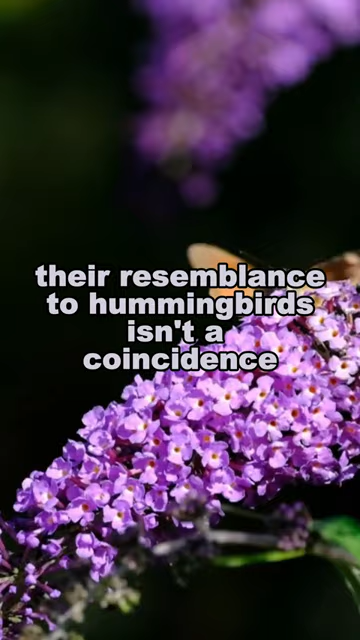 their resemblance
to hummingbirds
isn't a
coincidence